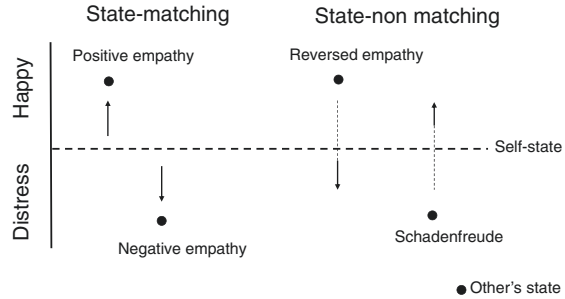 State-matching
State-non matching
Happy
Positive empathy
Reversed empathy
Self-state
Distress
Negative empathy
Schadenfreude
Other's state